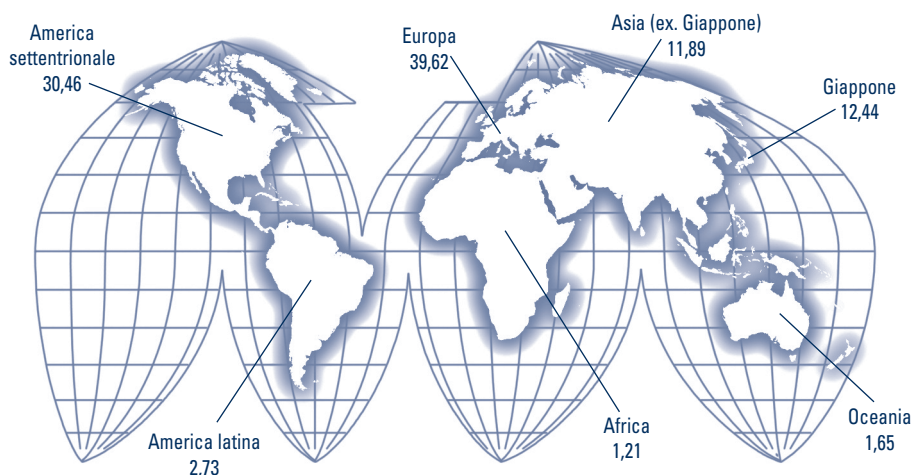 America
settentrionale
30,46
Europa
39,62
Asia (ex. Giappone)
11,89
Giappone
12,44
America latina
2,73
Africa
1,21
Oceania
1,65